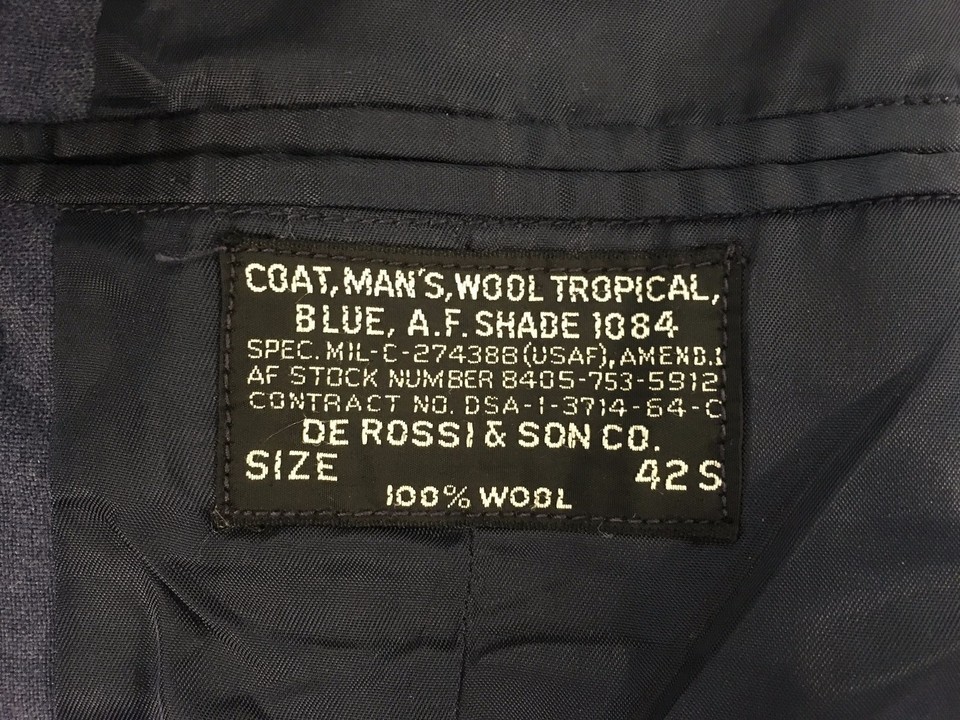 COAT, MAN'S, WOOL TROPICAL,
BLUE, A.F. SHADE 1084
SPEC. MIL-C-27438B (USAF), AMEND.1
AF STOCK NUMBER 8405-753-5912
CONTRACT NO. DSA-1-3714-64-C
DE ROSSI & SON CO.
SIZE 42 S
100% WOOL